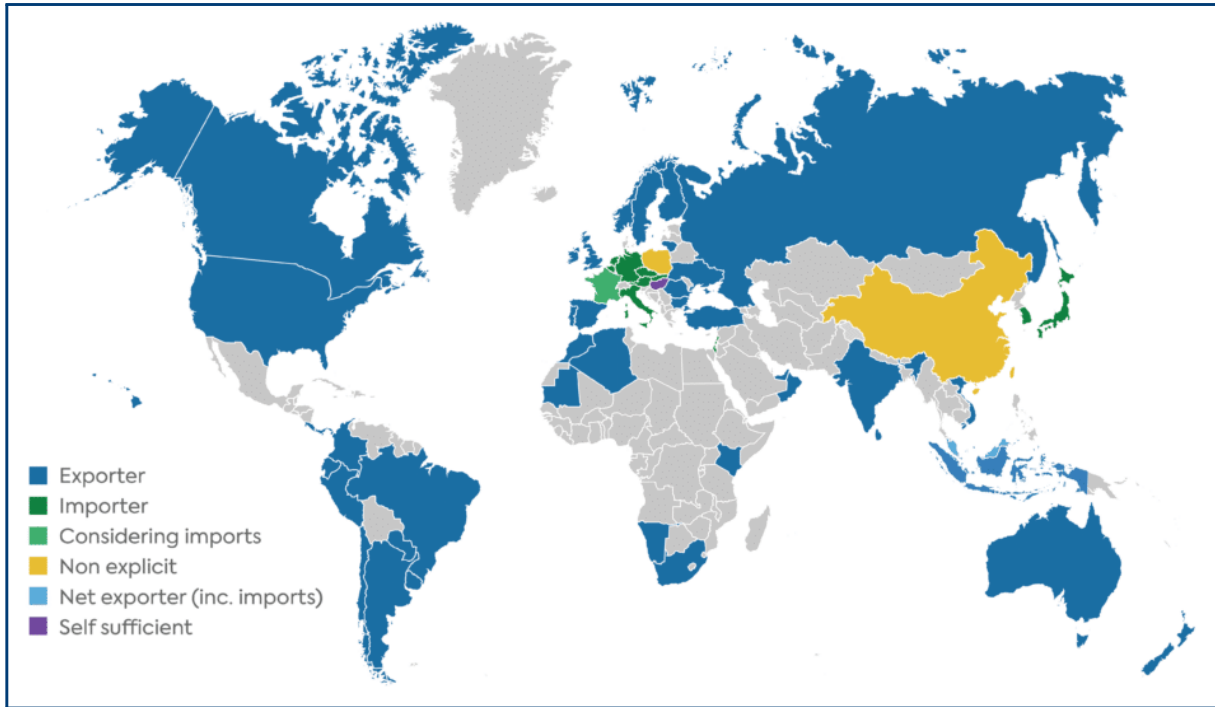 Exporter
Importer
Considering imports
Non explicit
Net exporter (inc. imports)
Self sufficient